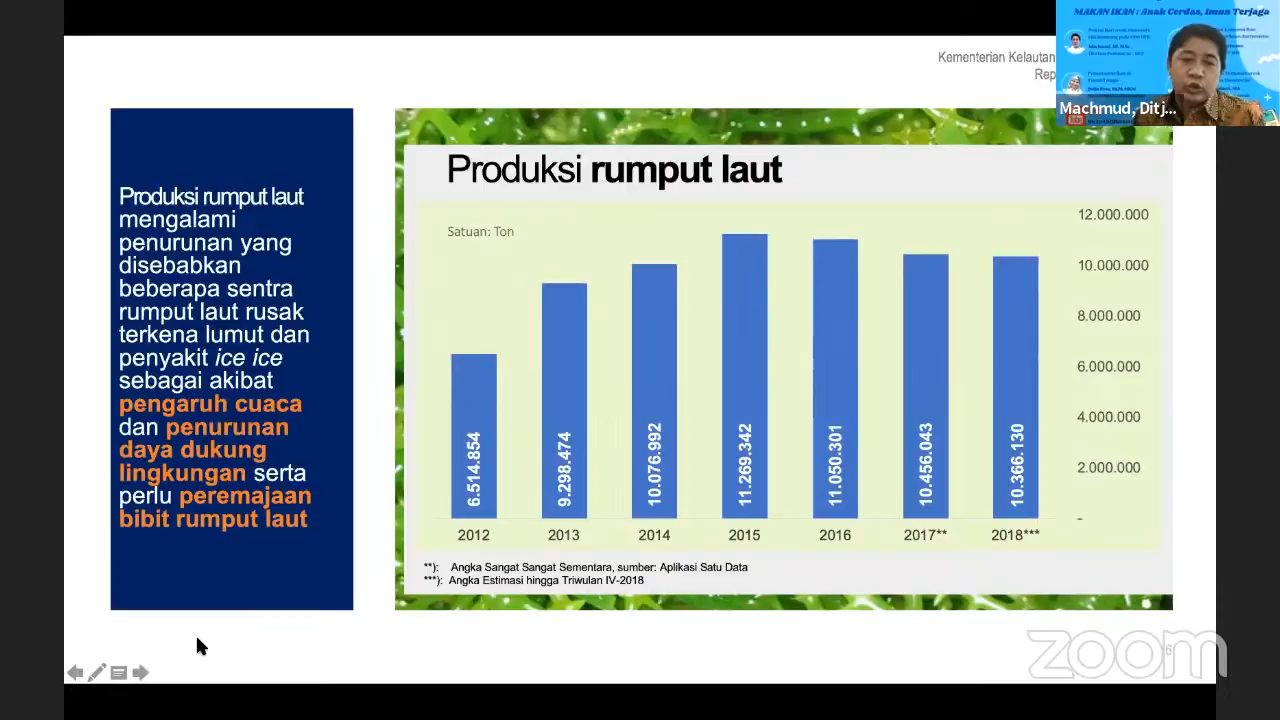 MAKAN IKAN : Anak Cerdas, Imun Terjaga
Machmud, Ditj...
Kementerian Kelautan
Rep
Produksi rumput laut
mengalami
penurunan yang
disebabkan
beberapa sentra
rumput laut rusak
terkena lumut dan
penyakit ice ice
sebagai akibat
pengaruh cuaca
dan penurunan
daya dukung
lingkungan serta
perlu peremajaan
bibit rumput laut
Produksi rumput laut
Satuan: Ton
12.000.000
10.000.000
8.000.000
6.000.000
4.000.000
2.000.000
-
6.514.854
9.298.474
10.076.992
11.269.342
11.050.301
10.456.043
10.366.130
2012 2013 2014 2015 2016 2017** 2018***
**): Angka Sangat Sangat Sementara, sumber: Aplikasi Satu Data
***): Angka Estimasi hingga Triwulan IV-2018
zoom